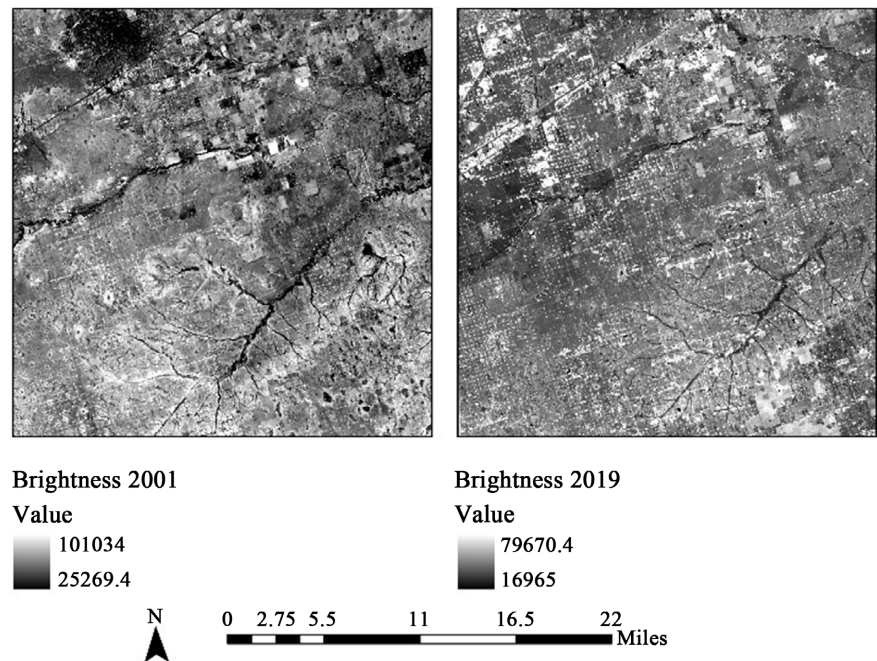 Brightness 2001
Value
101034
25269.4
Brightness 2019
Value
79670.4
16965
N
0 2.75 5.5 11 16.5 22
Miles